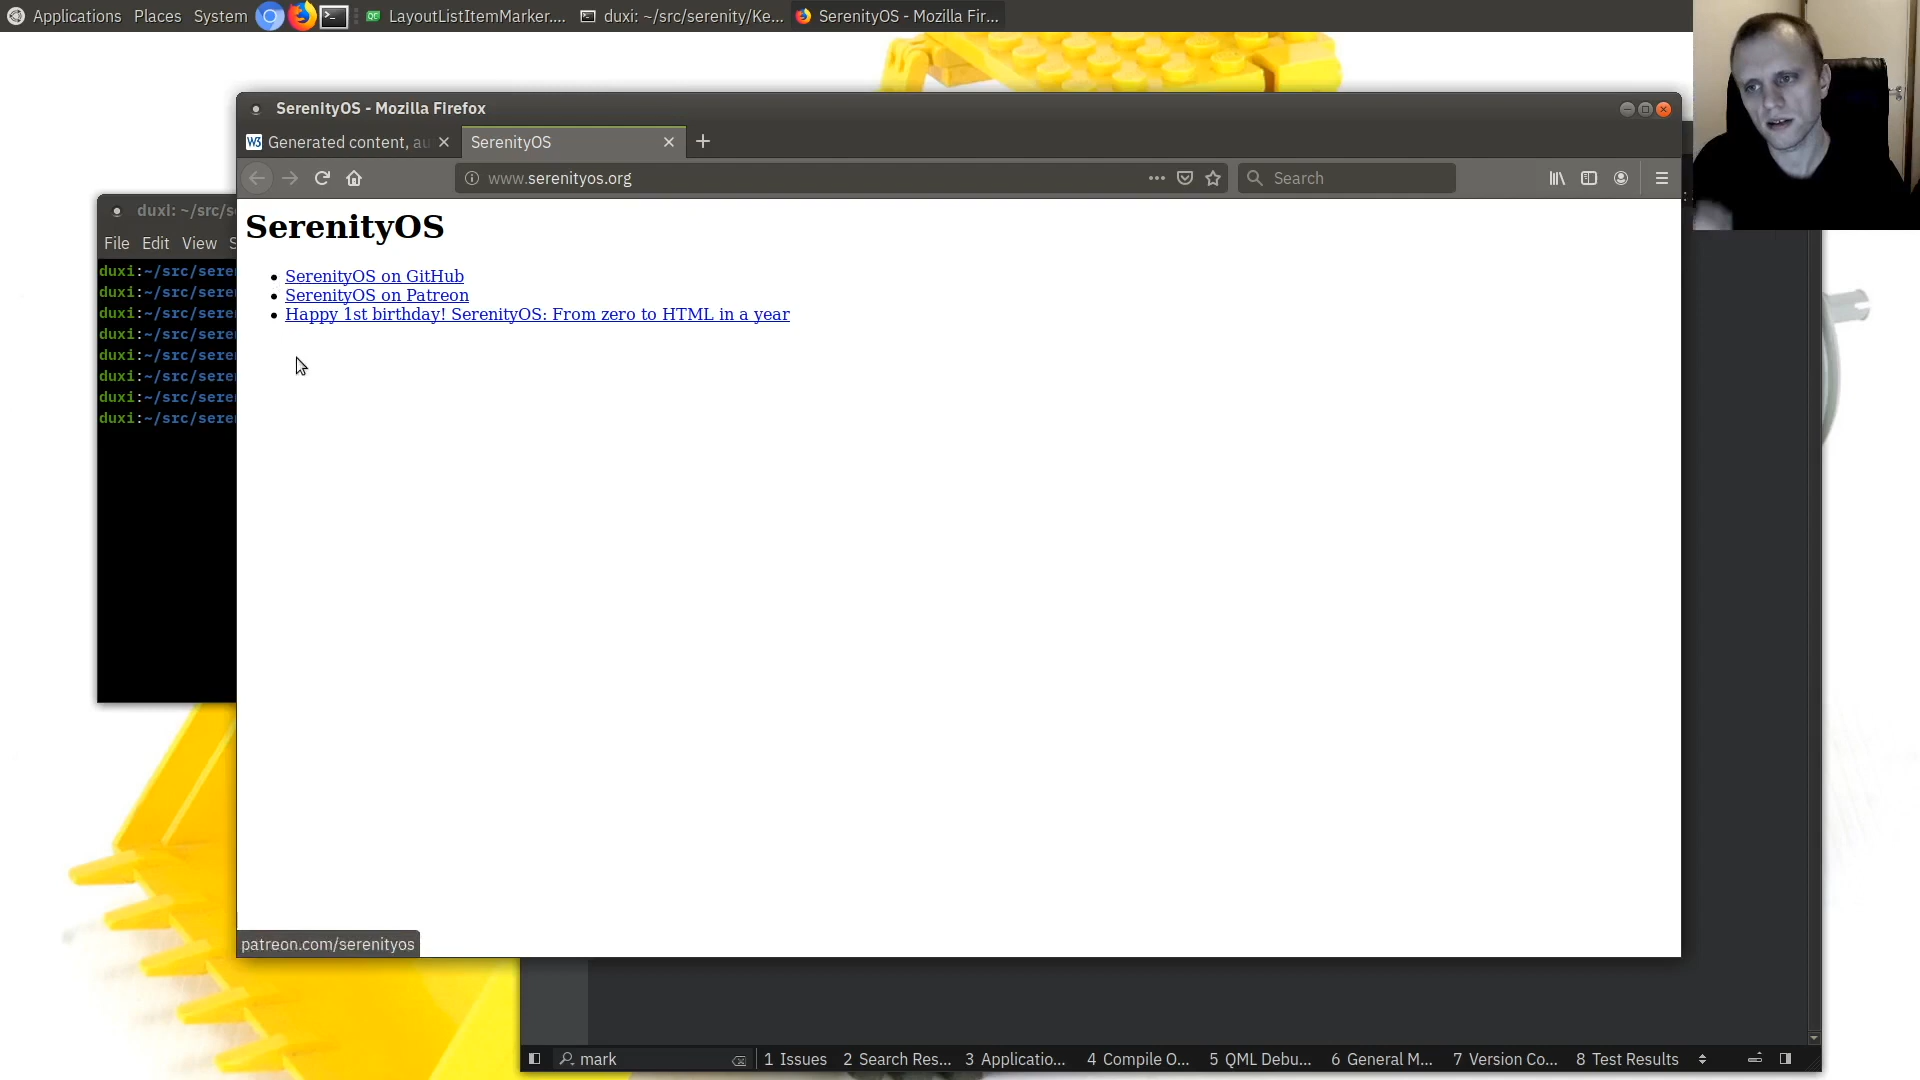 Applications Places System LayoutListItemMarker.... duxi: ~/src/serenity/Ke... SerenityOS - Mozilla Fir...
SerenityOS - Mozilla Firefox
Generated content, au SerenityOS
www.serenityos.org Search
duxi: ~/src/s
File Edit View S
SerenityOS
SerenityOS on GitHub
SerenityOS on Patreon
Happy 1st birthday! SerenityOS: From zero to HTML in a year
duxi:~/src/sere
duxi:~/src/sere
duxi:~/src/sere
duxi:~/src/sere
duxi:~/src/sere
duxi:~/src/sere
duxi:~/src/sere
duxi:~/src/sere
patreon.com/serenityos
mark 1 Issues 2 Search Res... 3 Applicatio... 4 Compile O... 5 QML Debu... 6 General M... 7 Version Co... 8 Test Results